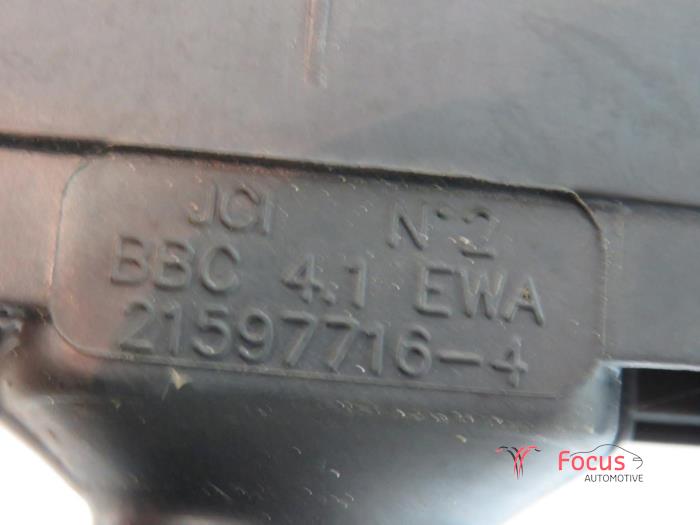 JCI N°2
BBC 4.1 EWA
21597716-4
Focus
AUTOMOTIVE